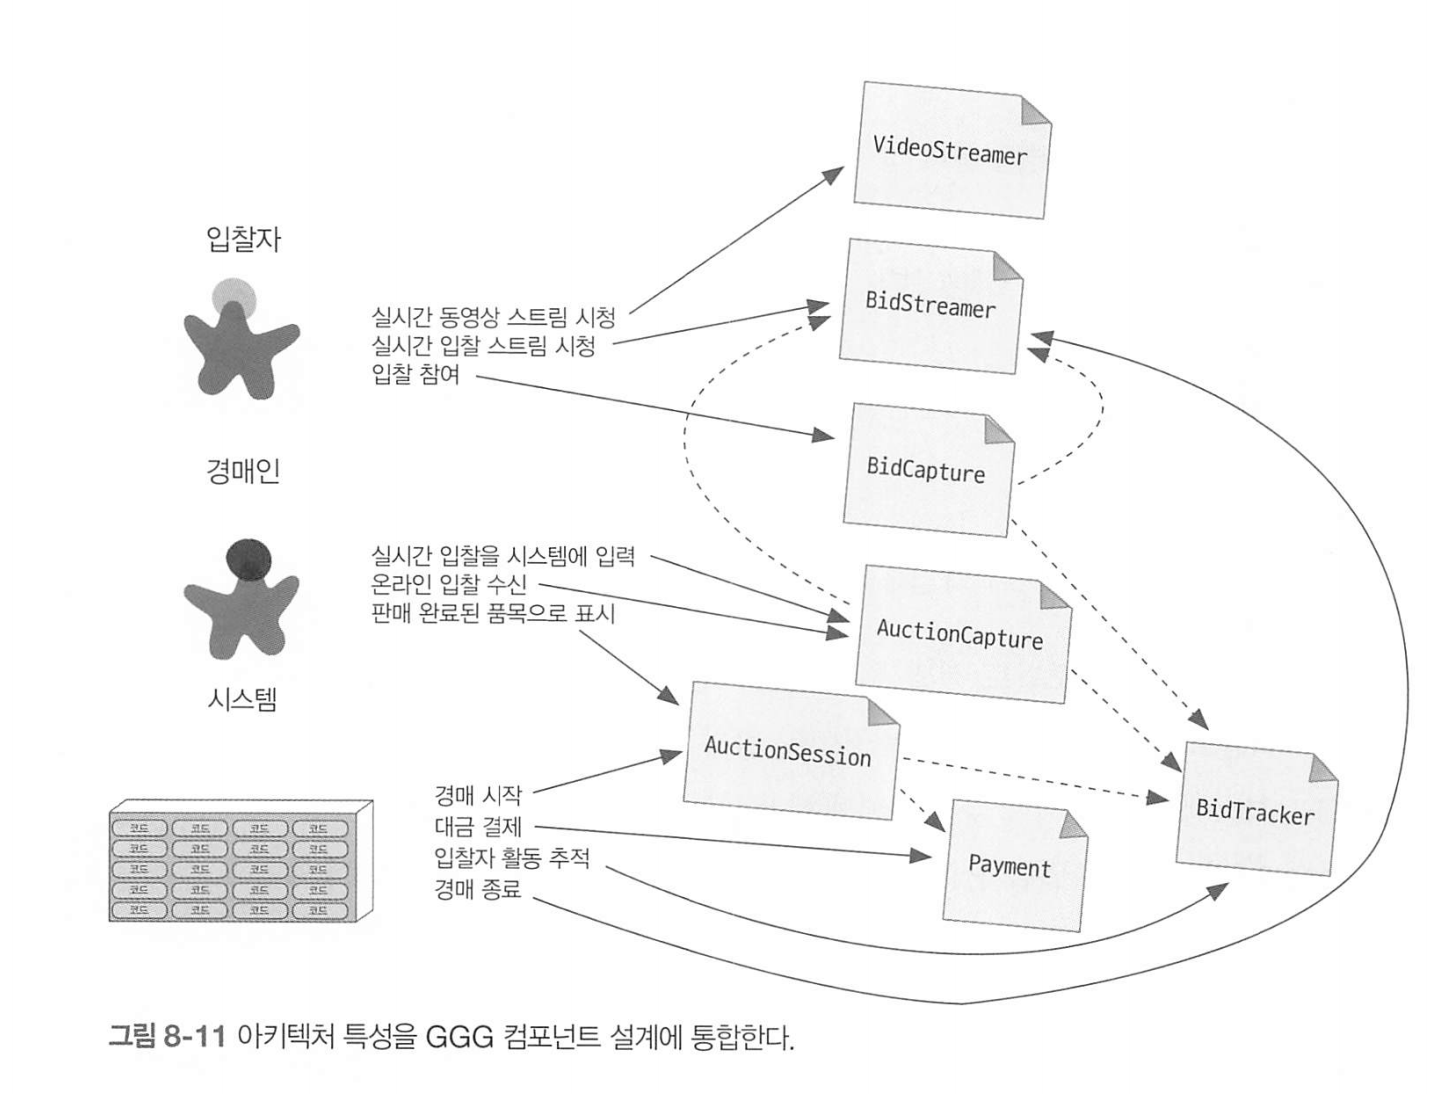 VideoStreamer
입찰자
BidStreamer
실시간 동영상 스트림 시청
실시간 입찰 스트림 시청
입찰 참여
BidCapture
경매인
실시간 입찰을 시스템에 입력
온라인 입찰 수신
판매 완료된 품목으로 표시
AuctionCapture
시스템
AuctionSession
경매 시작
대금 결제
입찰자 활동 추적
경매 종료
BidTracker
Payment
코드 코드 코드 코드
코드 코드 코드 코드
코드 코드 코드 코드
코드 코드 코드 코드
코드 코드 코드 코드
그림 8-11 아키텍처 특성을 GGG 컴포넌트 설계에 통합한다.